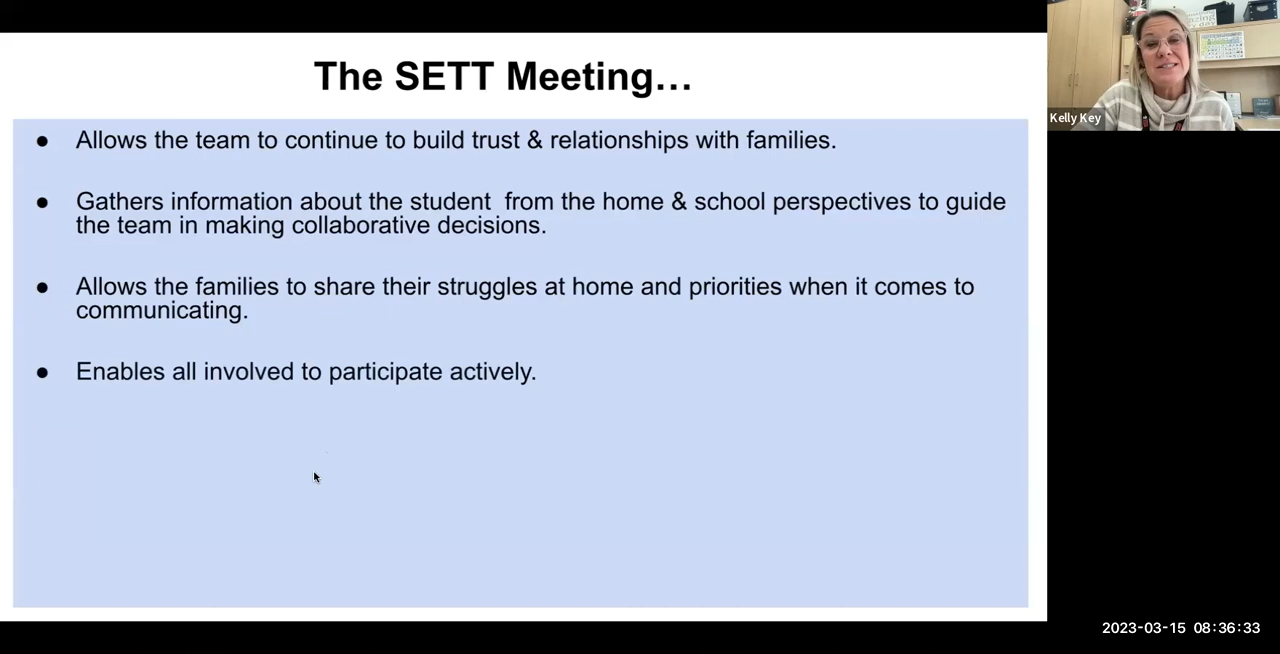 The SETT Meeting…
● Allows the team to continue to build trust & relationships with families.
● Gathers information about the student  from the home & school perspectives to guide
the team in making collaborative decisions.
● Allows the families to share their struggles at home and priorities when it comes to
communicating.
● Enables all involved to participate actively.
Kelly Key
2023-03-15 08:36:33